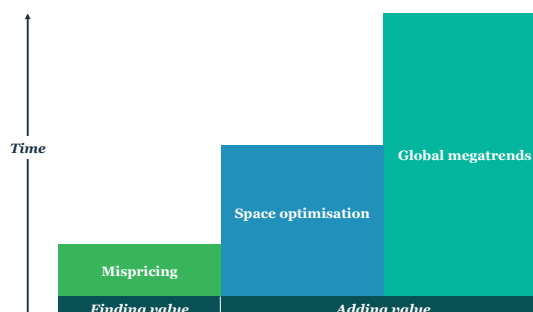 Time
Global megatrends
Space optimisation
Mispricing
Finding value
Adding value